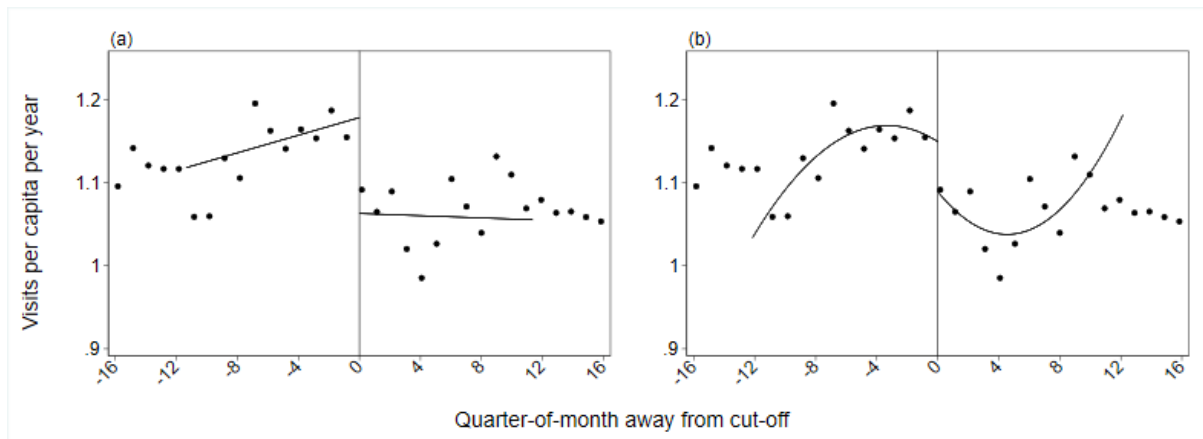 (a) (b)
Visits per capita per year
1.2 1.2
1.1 1.1
1 1
.9 .9
-16 -12 -8 -4 0 4 8 12 16 -16 -12 -8 -4 0 4 8 12 16
Quarter-of-month away from cut-off